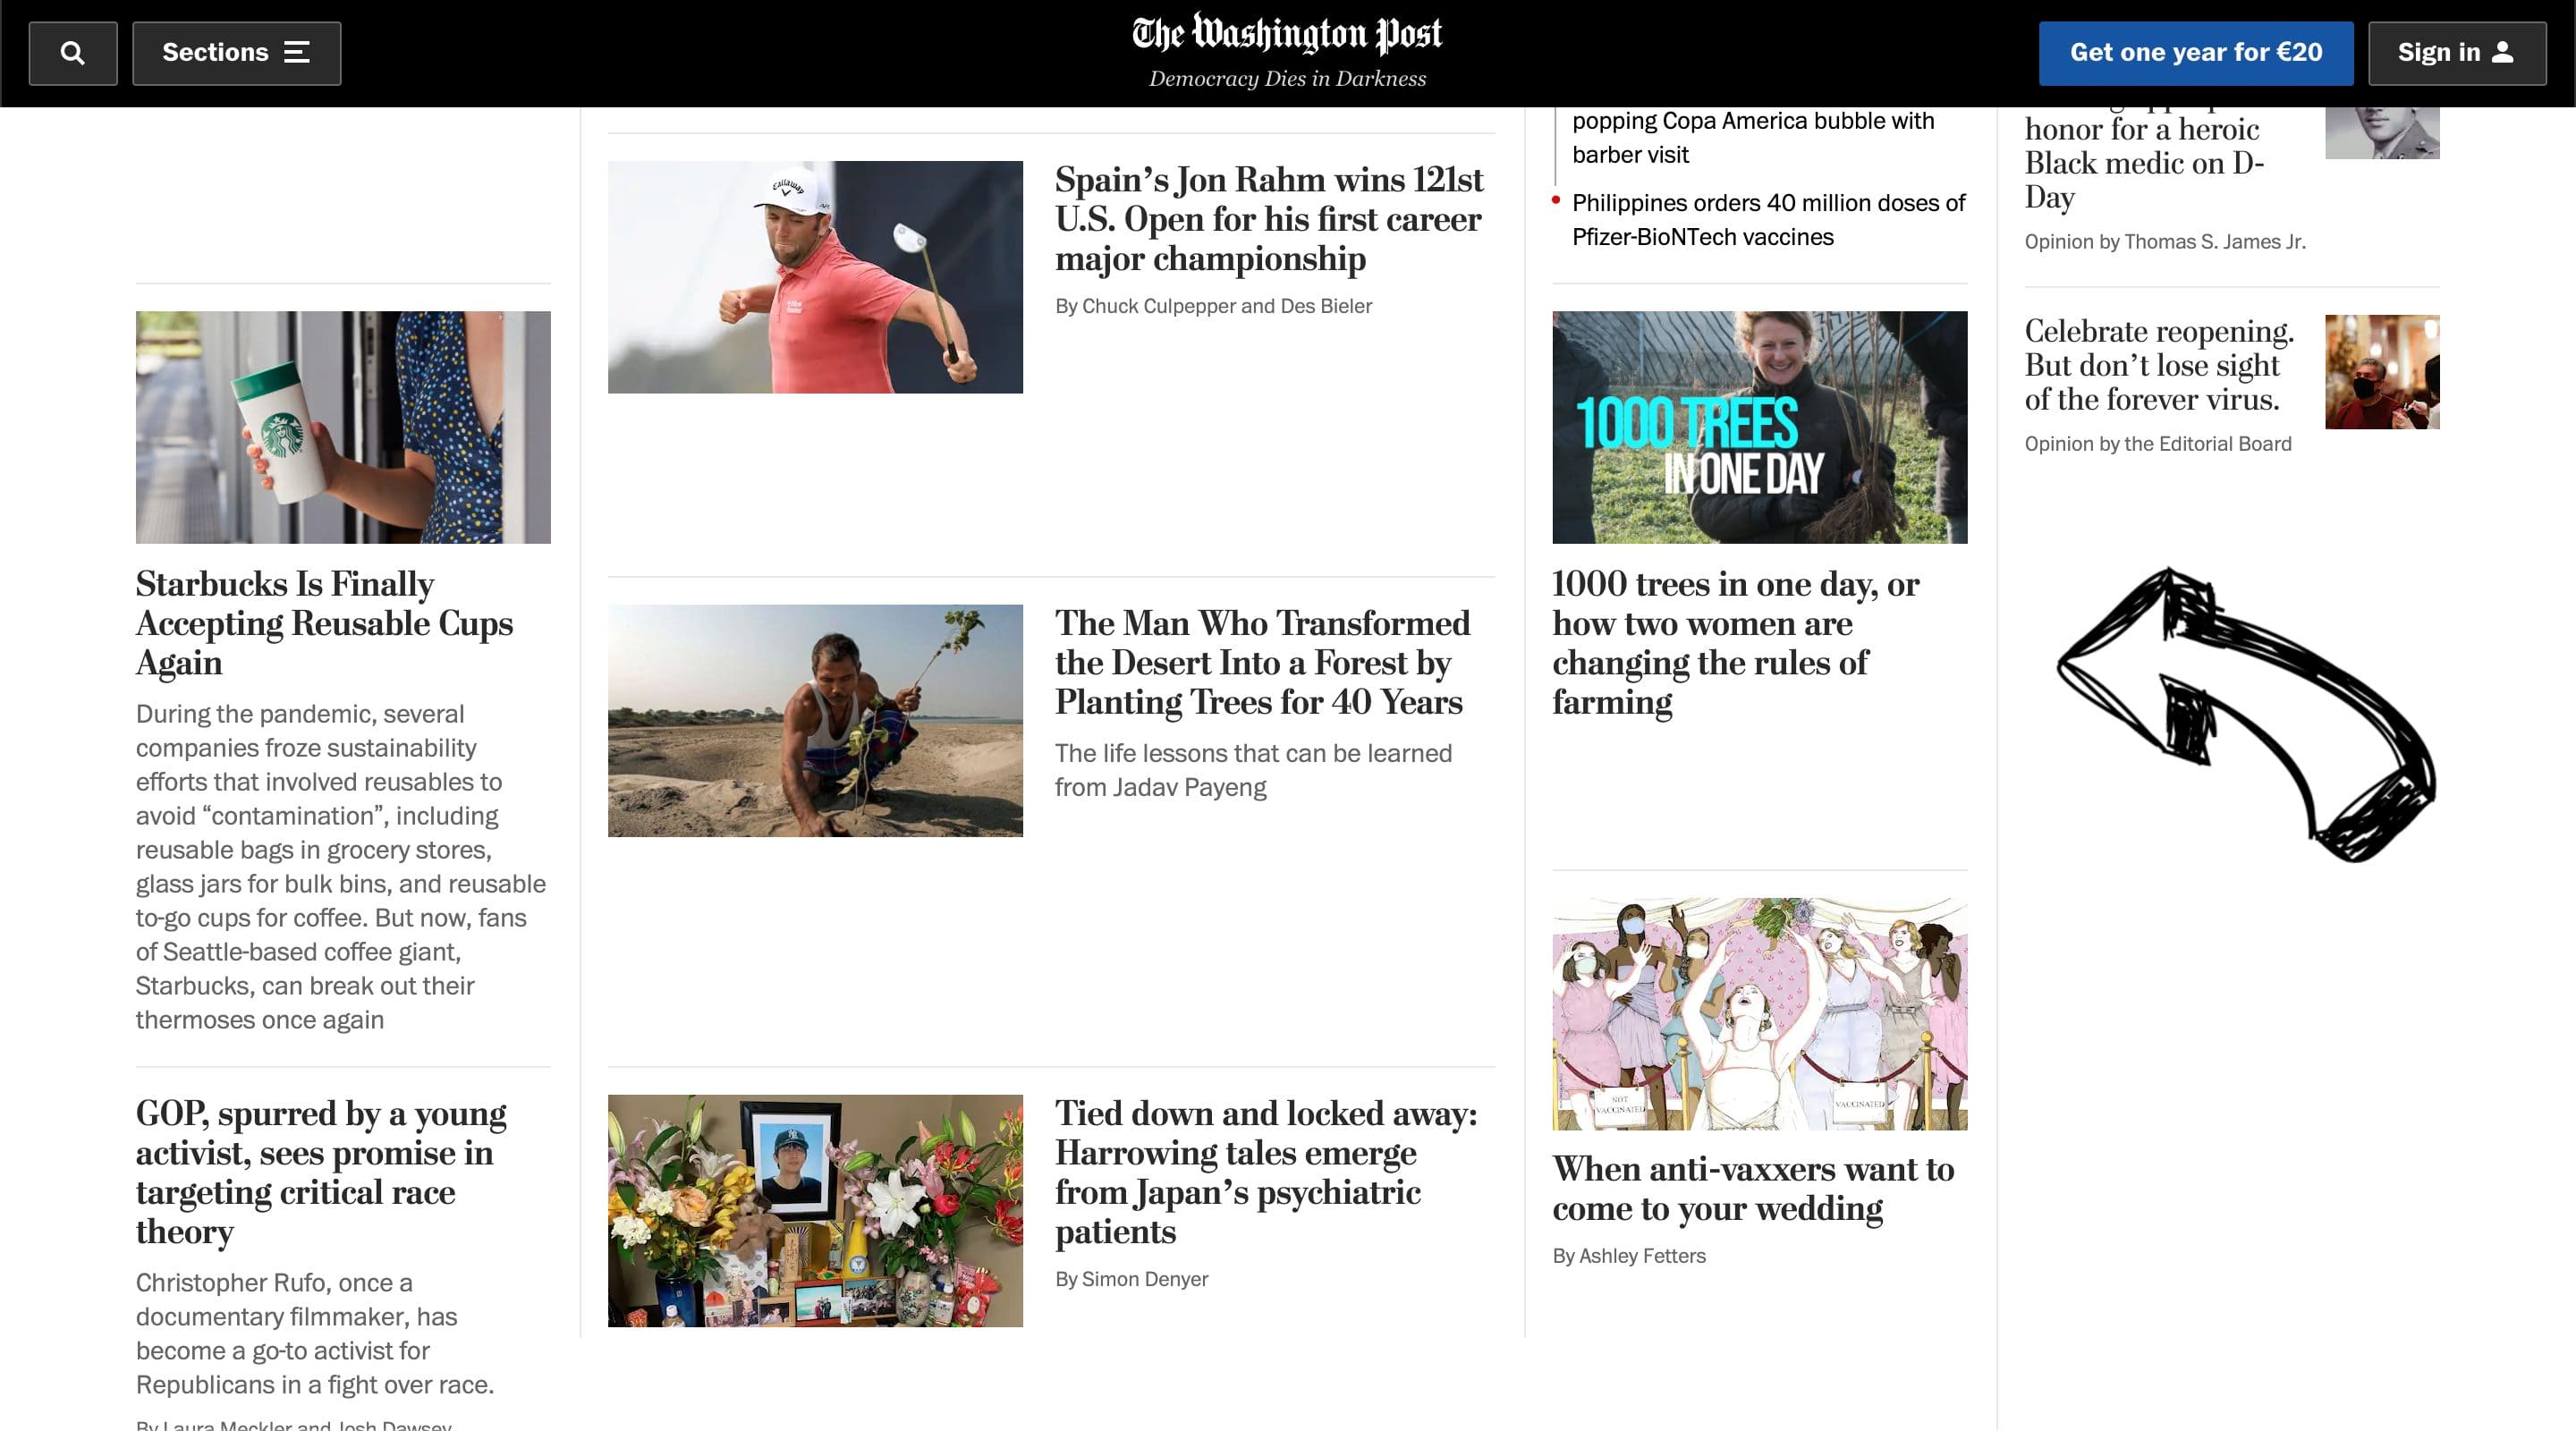 Sections
The Washington Post
Democracy Dies in Darkness
Get one year for €20
Sign in
Starbucks Is Finally
Accepting Reusable Cups
Again
During the pandemic, several
companies froze sustainability
efforts that involved reusables to
avoid “contamination”, including
reusable bags in grocery stores,
glass jars for bulk bins, and reusable
to-go cups for coffee. But now, fans
of Seattle-based coffee giant,
Starbucks, can break out their
thermoses once again
GOP, spurred by a young
activist, sees promise in
targeting critical race
theory
Christopher Rufo, once a
documentary filmmaker, has
become a go-to activist for
Republicans in a fight over race.
By Laura Meckler and Josh Dawsey
Callaway
Spain’s Jon Rahm wins 121st
U.S. Open for his first career
major championship
By Chuck Culpepper and Des Bieler
The Man Who Transformed
the Desert Into a Forest by
Planting Trees for 40 Years
The life lessons that can be learned
from Jadav Payeng
Tied down and locked away:
Harrowing tales emerge
from Japan’s psychiatric
patients
By Simon Denyer
popping Copa America bubble with
barber visit
Philippines orders 40 million doses of
Pfizer-BioNTech vaccines
1000 TREES
IN ONE DAY
1000 trees in one day, or
how two women are
changing the rules of
farming
NOT
VACCINATED
VACCINATED
When anti-vaxxers want to
come to your wedding
By Ashley Fetters
honor for a heroic
Black medic on D-
Day
Opinion by Thomas S. James Jr.
Celebrate reopening.
But don’t lose sight
of the forever virus.
Opinion by the Editorial Board